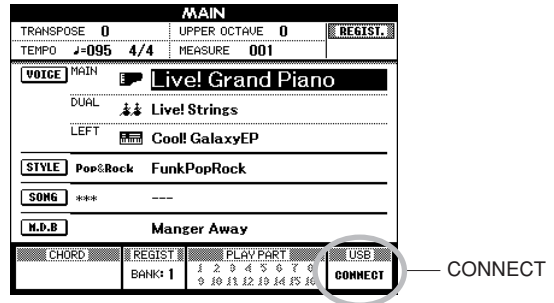 MAIN
TRANSPOSE 0 UPPER OCTAVE 0 REGIST.
TEMPO ♩=095 4/4 MEASURE 001
VOICE MAIN Live! Grand Piano
DUAL Live! Strings
LEFT Cool! GalaxyEP
STYLE Pop&Rock FunkPopRock
SONG *** ---
M.D.B Manger Away
CHORD REGIST PLAY PART USB
BANK: 1 1 2 3 4 5 6 7 8 CONNECT
9 10 11 12 13 14 15 16
CONNECT